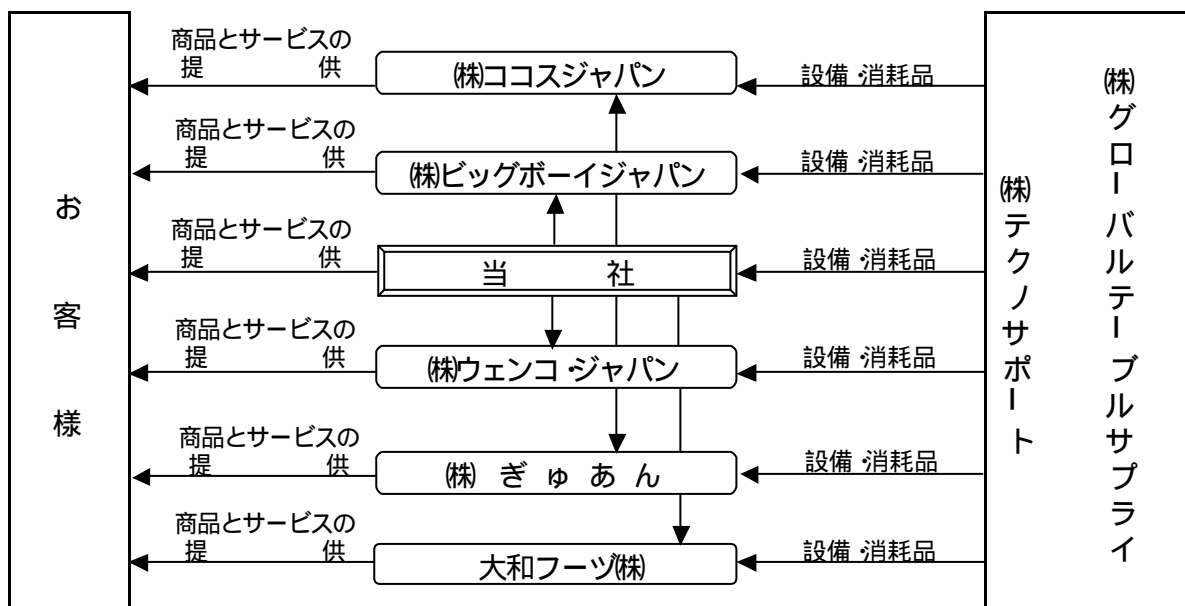 お客様
商品とサービスの
提供
㈱ココスジャパン
設備・消耗品
商品とサービスの
提供
㈱ビッグボーイジャパン
設備・消耗品
商品とサービスの
提供
当社
設備・消耗品
商品とサービスの
提供
㈱ウェンコ・ジャパン
設備・消耗品
商品とサービスの
提供
㈱ぎゅあん
設備・消耗品
商品とサービスの
提供
大和フーヅ㈱
設備・消耗品
㈱テクノサポート
㈱グローバルテーブルサプライ